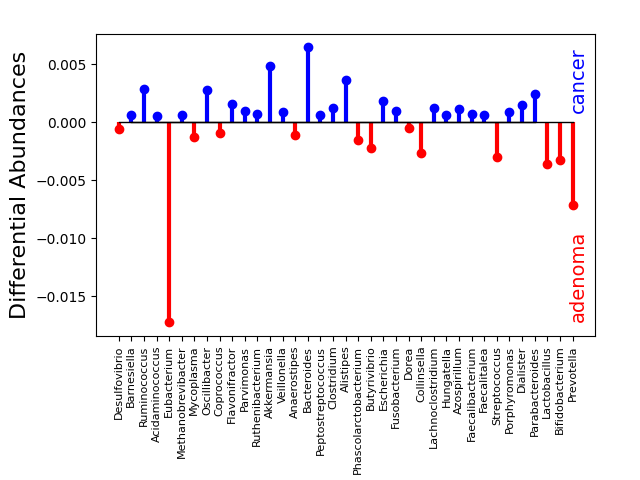 Differential Abundances
0.005
0.000
−0.005
−0.010
−0.015
cancer
adenoma
Desulfovibrio
Barnesiella
Ruminococcus
Acidaminococcus
Eubacterium
Methanobrevibacter
Mycoplasma
Oscillibacter
Coprococcus
Flavonifractor
Parvimonas
Ruthenibacterium
Akkermansia
Veillonella
Anaerostipes
Bacteroides
Peptostreptococcus
Clostridium
Alistipes
Phascolarctobacterium
Butyrivibrio
Escherichia
Fusobacterium
Dorea
Collinsella
Lachnoclostridium
Hungatella
Azospirillum
Faecalibacterium
Faecalitalea
Streptococcus
Porphyromonas
Dialister
Parabacteroides
Lactobacillus
Bifidobacterium
Prevotella